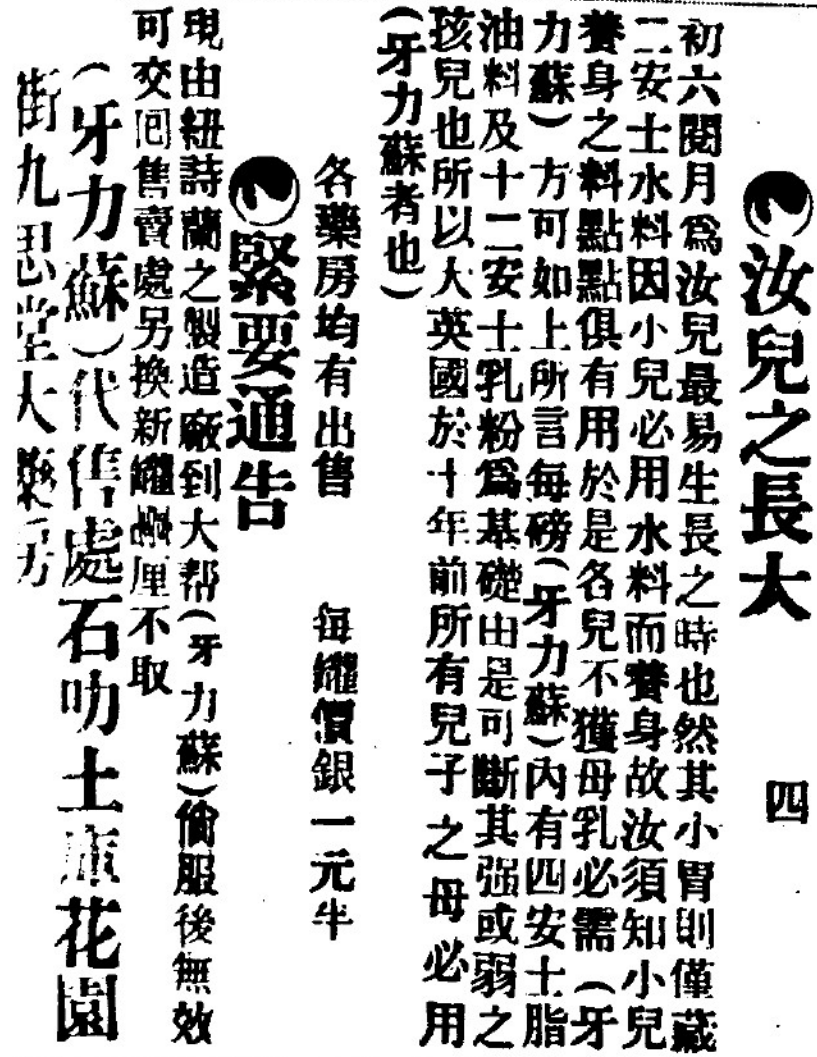 汝兒之長大 四
初六閱月爲汝兒最易生長之時也然其小胃則僅藏
二安士水料因小兒必用水料而養身故汝須知小兒
養身之料點點俱有用於是各兒不獲母乳必需(牙
力蘇)方可如上所言每磅(牙力蘇)內有四安士脂
油料及十二安士乳粉爲基礎由是可斷其强或弱之
孩兒也所以大英國於十年前所有兒子之母必用
(牙力蘇者也)
各藥房均有出售 每罐價銀一元半
緊要通告
現由紐詩蘭之製造廠到大帮(牙力蘇)倘服後無效
可交回售賣處另換新罐厘不取
(牙力蘇)代售處石叻土庫花園
街九思堂大藥房